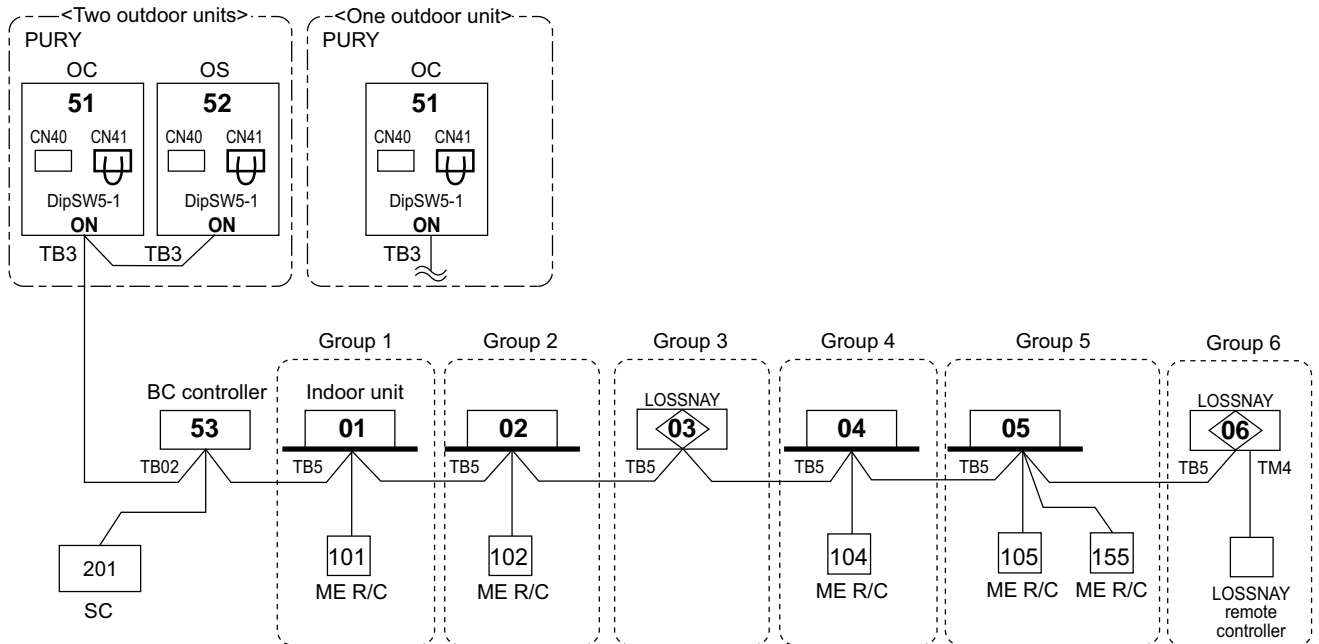 <Two outdoor units>
PURY
OC
51
CN40 CN41
DipSW5-1
ON
TB3
OS
52
CN40 CN41
DipSW5-1
ON
TB3
<One outdoor unit>
PURY
OC
51
CN40 CN41
DipSW5-1
ON
TB3
BC controller
53
TB02
201
SC
Group 1
Indoor unit
01
TB5
101
ME R/C
Group 2
02
TB5
102
ME R/C
Group 3
LOSSNAY
03
TB5
Group 4
04
TB5
104
ME R/C
Group 5
05
TB5
105
ME R/C
155
ME R/C
Group 6
LOSSNAY
06
TB5 TM4
LOSSNAY
remote
controller